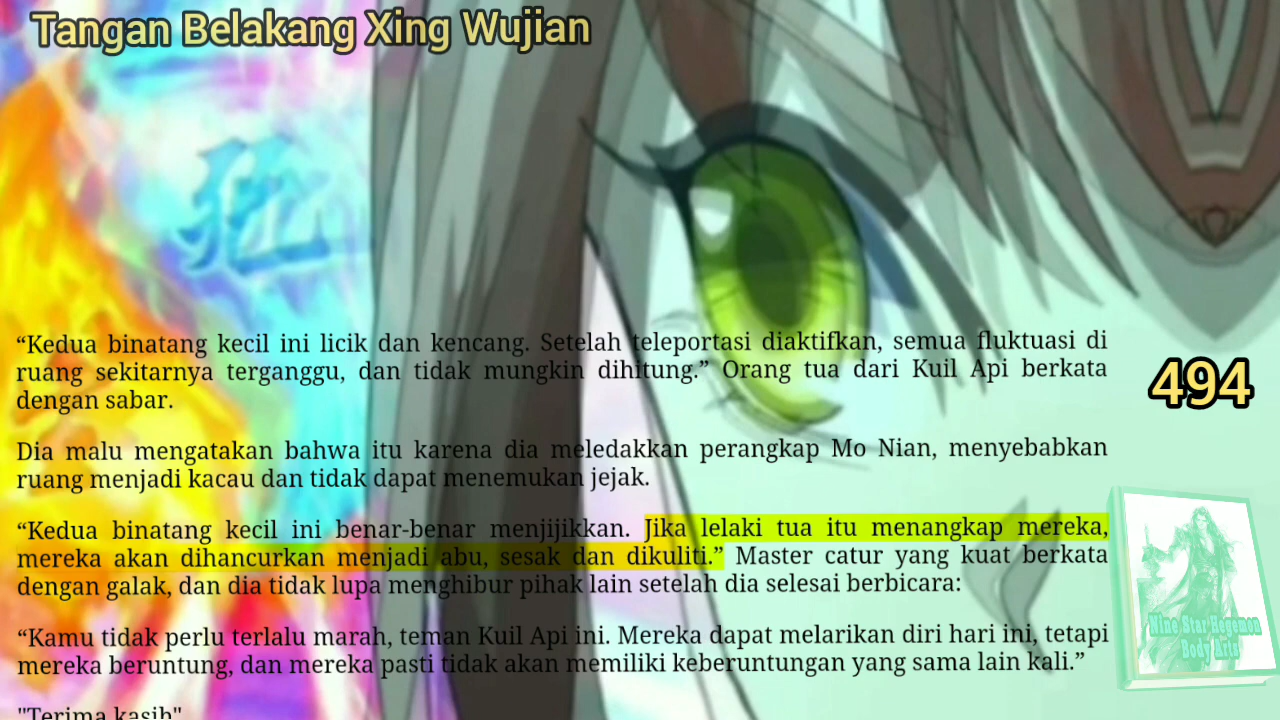 Tangan Belakang Xing Wujian
“Kedua binatang kecil ini licik dan kencang. Setelah teleportasi diaktifkan, semua fluktuasi di
ruang sekitarnya terganggu, dan tidak mungkin dihitung.” Orang tua dari Kuil Api berkata
dengan sabar.
494
Dia malu mengatakan bahwa itu karena dia meledakkan perangkap Mo Nian, menyebabkan
ruang menjadi kacau dan tidak dapat menemukan jejak.
“Kedua binatang kecil ini benar-benar menjijikkan. Jika lelaki tua itu menangkap mereka,
mereka akan dihancurkan menjadi abu, sesak dan dikuliti.” Master catur yang kuat berkata
dengan galak, dan dia tidak lupa menghibur pihak lain setelah dia selesai berbicara:
“Kamu tidak perlu terlalu marah, teman Kuil Api ini. Mereka dapat melarikan diri hari ini, tetapi
mereka beruntung, dan mereka pasti tidak akan memiliki keberuntungan yang sama lain kali.”
"Terima kasih"
Nine Star Hegemon
Body Arts